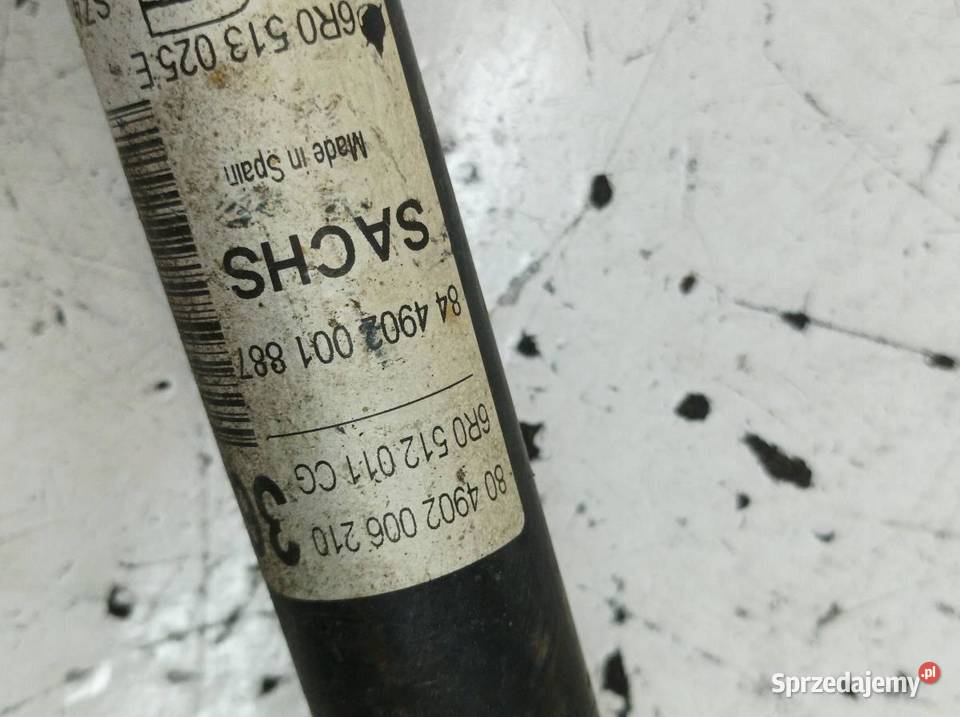 80 4902 006 210
6R0 512 011 CG
84 4902 001 887
SACHS
Made in Spain
6R0 513 025 E
Sprzedajemy.pl